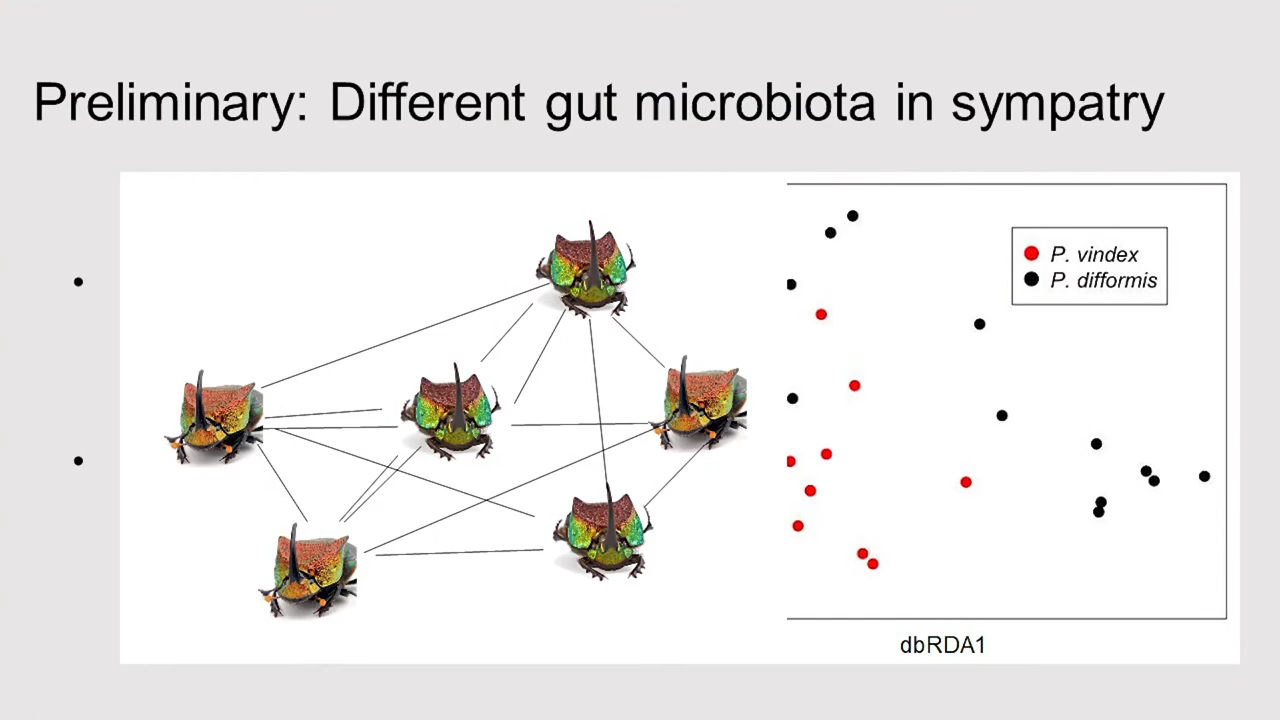 Preliminary: Different gut microbiota in sympatry
P. vindex
P. difformis
dbRDA1